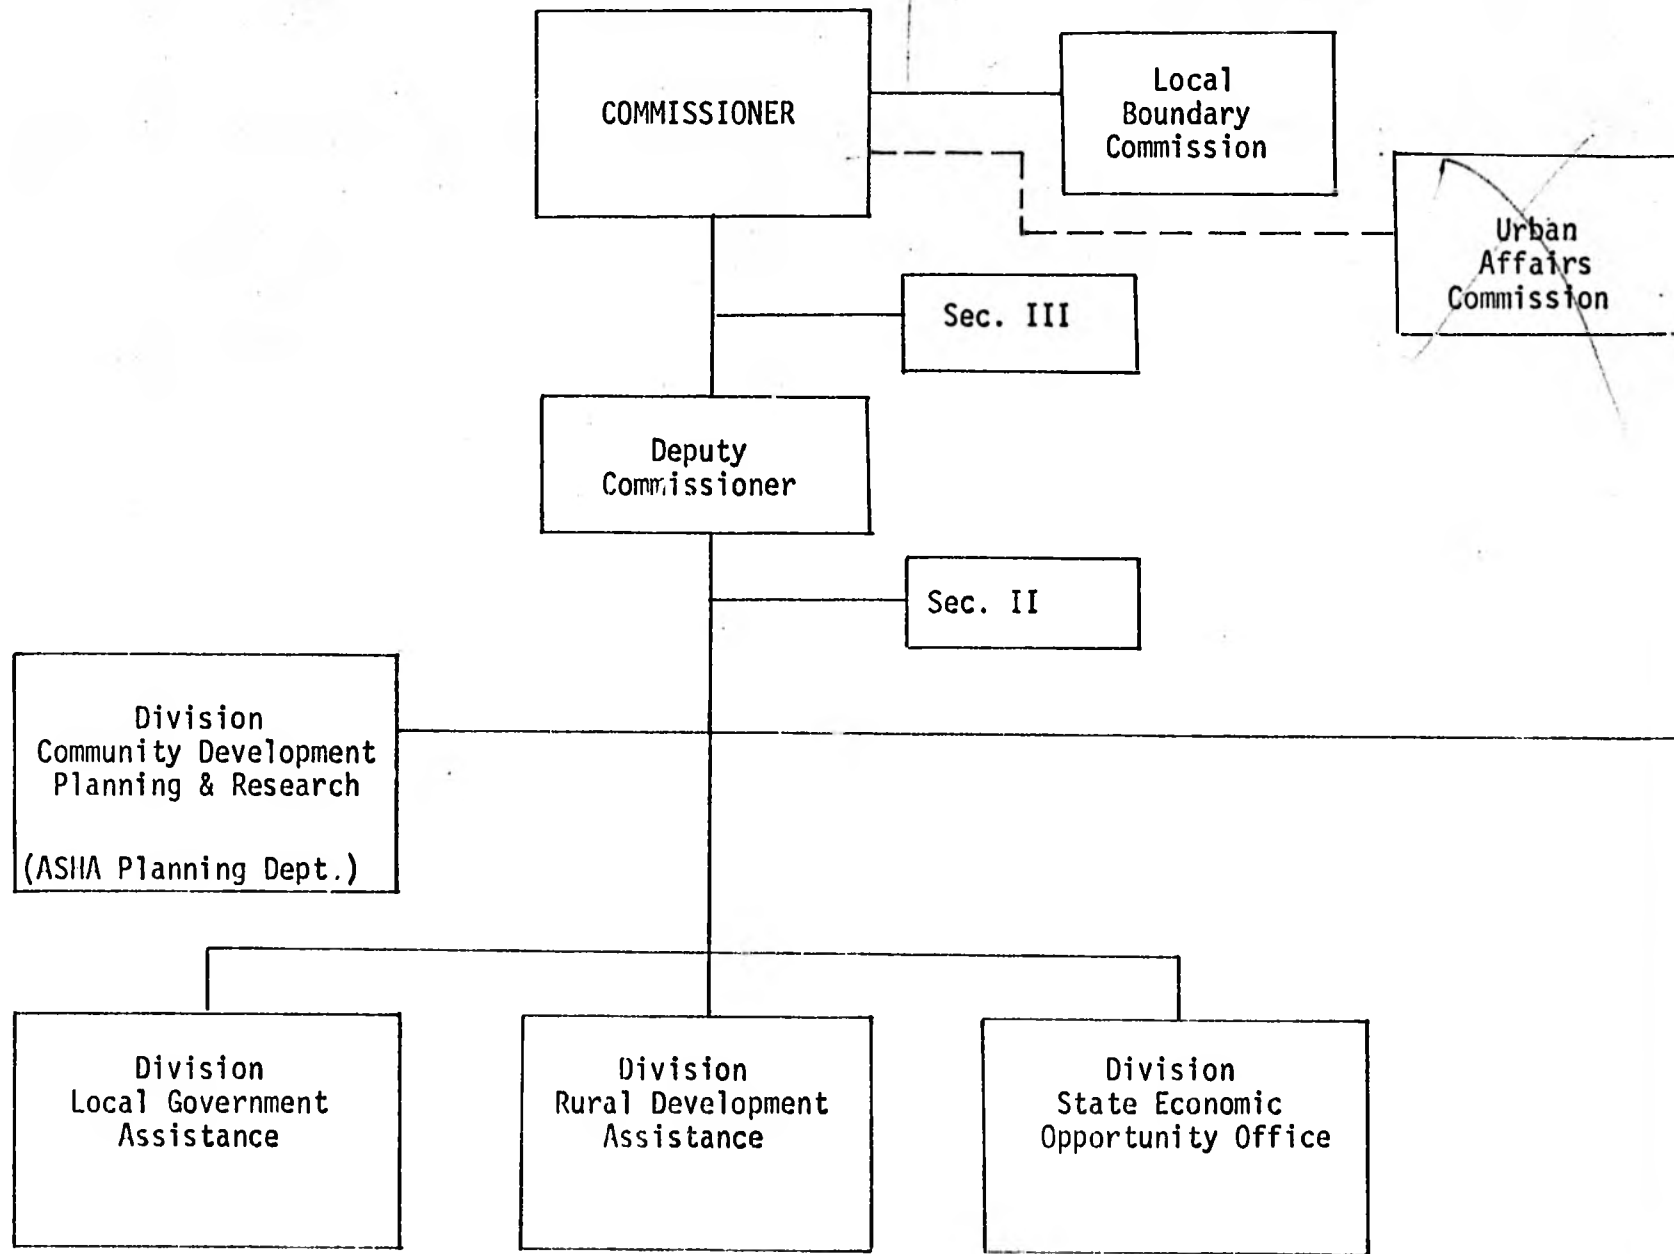 COMMISSIONER
Local
Boundary
Commission
Urban
Affairs
Commission
Sec. III
Deputy
Commissioner
Sec. II
Division
Community Development
Planning & Research
(ASHA Planning Dept.)
Division
Local Government
Assistance
Division
Rural Development
Assistance
Division
State Economic
Opportunity Office